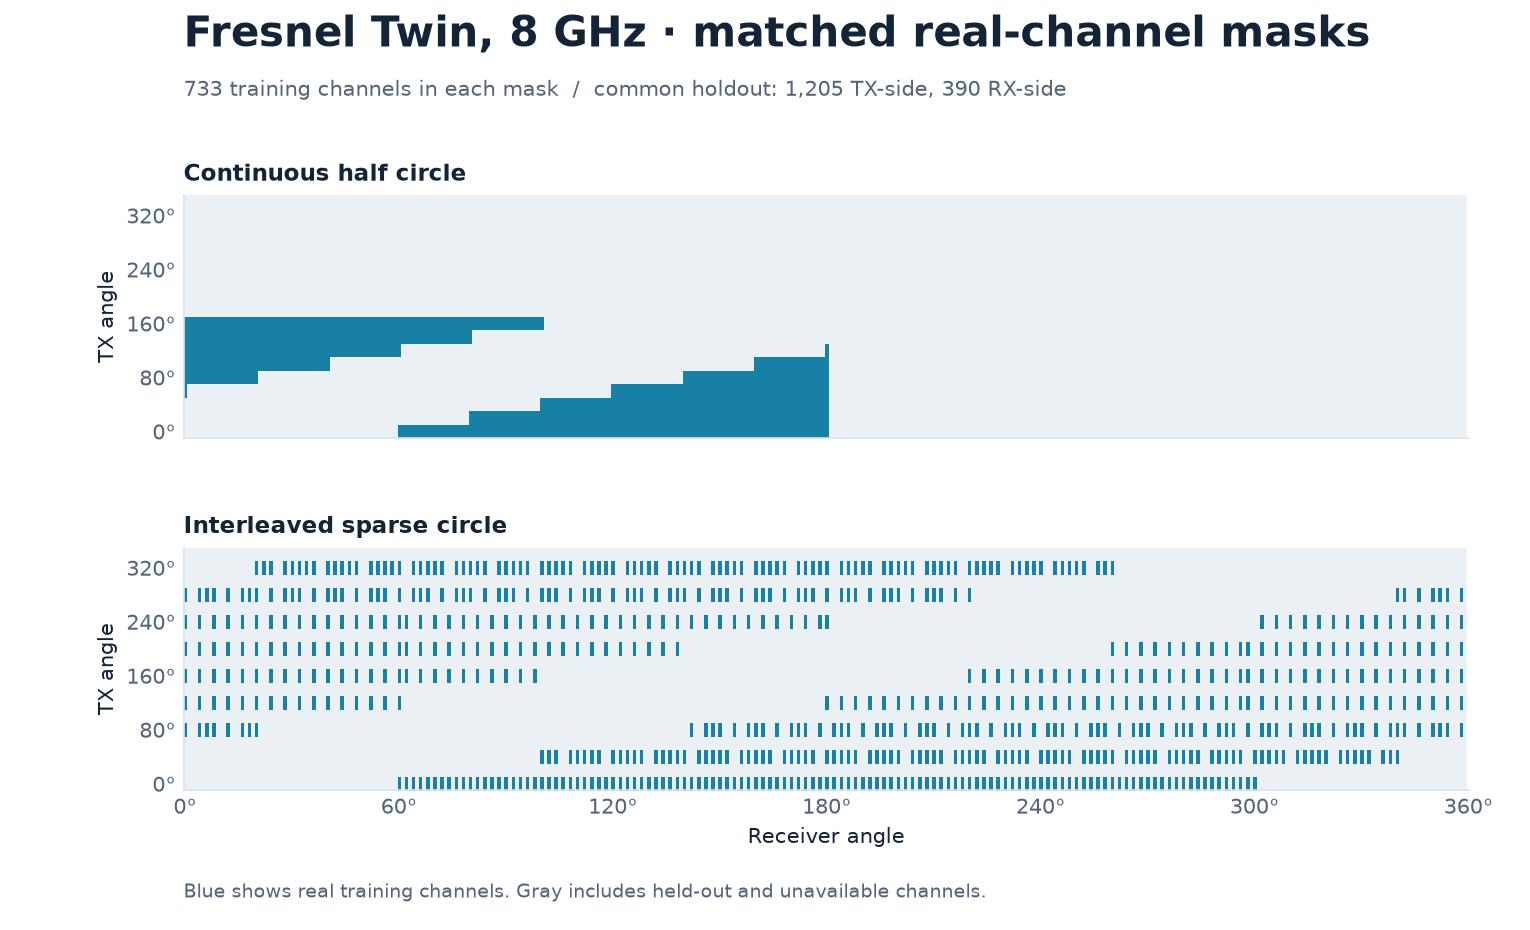 Fresnel Twin, 8 GHz · matched real-channel masks
733 training channels in each mask / common holdout: 1,205 TX-side, 390 RX-side
Continuous half circle
320°
240°
160°
80°
0°
TX angle
Interleaved sparse circle
320°
240°
160°
80°
0°
TX angle
0° 60° 120° 180° 240° 300° 360°
Receiver angle
Blue shows real training channels. Gray includes held-out and unavailable channels.